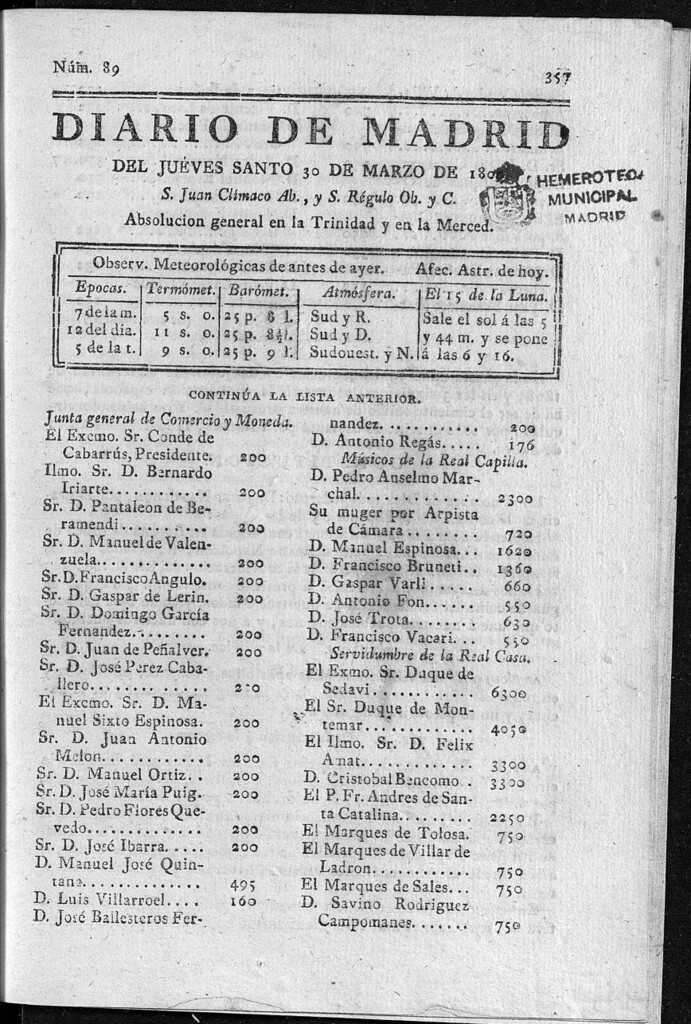 Núm. 89
357
DIARIO DE MADRID
DEL JUÉVES SANTO 30 DE MARZO DE
HEMEROTECA
MUNICIPAL
MADRID
S. Juan Clímaco Ab., y S. Régulo Ob. y C.
Absolucion general en la Trinidad y en la Merced.
Observ. Meteorológicas de antes de ayer. Afec. Astr. de hoy.
Epocas. Termómet. Barómet. Atmósfera. El 15 de la Luna.
7 de la m. 5 s. o. 25 p. 8 l. Sud y R. Sale el sol á las 5
12 del dia. 11 s. o. 25 p. 8½l. Sud y D. y 44 m. y se pone
5 de la t. 9 s. o. 25 p. 9 l. Sudouest. y N. á las 6 y 16.
CONTINÚA LA LISTA ANTERIOR.
Junta general de Comercio y Moneda.
El Excmo. Sr. Conde de
Cabarrús, Presidente. 200
Ilmo. Sr. D. Bernardo
Iriarte............ 200
Sr. D. Pantaleon de Be-
ramendi.......... 200
Sr. D. Manuel de Valen-
zuela............. 200
Sr. D. Francisco Angulo. 200
Sr. D. Gaspar de Lerin. 200
Sr. D. Domingo García
Fernandez......... 200
Sr. D. Juan de Peñalver. 200
Sr. D. José Perez Caba-
llero............ 200
El Excmo. Sr. D. Ma-
nuel Sixto Espinosa. 200
Sr. D. Juan Antonio
Melon............ 200
Sr. D. Manuel Ortiz.. 200
Sr. D. José María Puig. 200
Sr. D. Pedro Flores Que-
vedo............. 200
Sr. D. José Ibarra..... 200
D. Manuel José Quin-
tana.............. 495
D. Luis Villarroel.... 160
D. José Ballesteros Fer-
nandez............ 200
D. Antonio Regás..... 176
Músicos de la Real Capilla.
D. Pedro Anselmo Mar-
chal.............. 2300
Su muger por Arpista
de Cámara........ 720
D. Manuel Espinosa... 1620
D. Francisco Bruneti.. 1360
D. Gaspar Varli..... 660
D. Antonio Fon...... 550
D. José Trota........ 630
D. Francisco Vacari... 550
Servidumbre de la Real Casa.
El Exmo. Sr. Duque de
Sedavi............ 6300
El Sr. Duque de Mon-
temar............. 4050
El Ilmo. Sr. D. Felix
Amat............. 3300
D. Cristobal Bencomo . 3300
El P. Fr. Andres de San-
ta Catalina......... 2250
El Marques de Tolosa. 750
El Marques de Villar de
Ladron............ 750
El Marques de Sales... 750
D. Savino Rodriguez
Campomanes....... 750